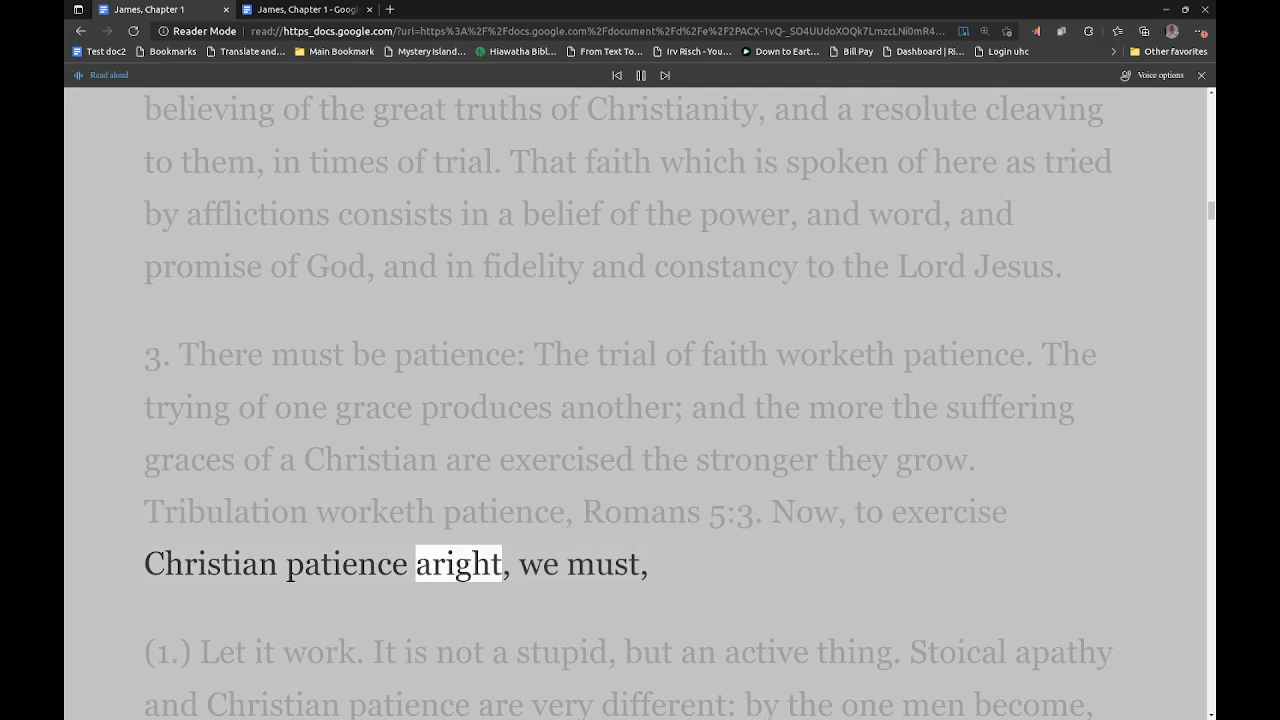 James, Chapter 1
James, Chapter 1 - Googl
Reader Mode
read://https_docs.google.com/?url=https%3A%2F%2Fdocs.google.com%2Fdocument%2Fd%2Fe%2F2PACX-1vQ-_SO4UUdoXOQk7LmzcLNi0mR4...
Test doc2
Bookmarks
Translate and...
Main Bookmark
Mystery Island...
Hiawatha Bibl...
From Text To...
Irv Risch - You...
Down to Eart...
Bill Pay
Dashboard | Ri...
Login uhc
Other favorites
Read aloud
Voice options
believing of the great truths of Christianity, and a resolute cleaving
to them, in times of trial. That faith which is spoken of here as tried
by afflictions consists in a belief of the power, and word, and
promise of God, and in fidelity and constancy to the Lord Jesus.
3. There must be patience: The trial of faith worketh patience. The
trying of one grace produces another; and the more the suffering
graces of a Christian are exercised the stronger they grow.
Tribulation worketh patience, Romans 5:3. Now, to exercise
Christian patience aright, we must,
(1.) Let it work. It is not a stupid, but an active thing. Stoical apathy
and Christian patience are very different: by the one men become,